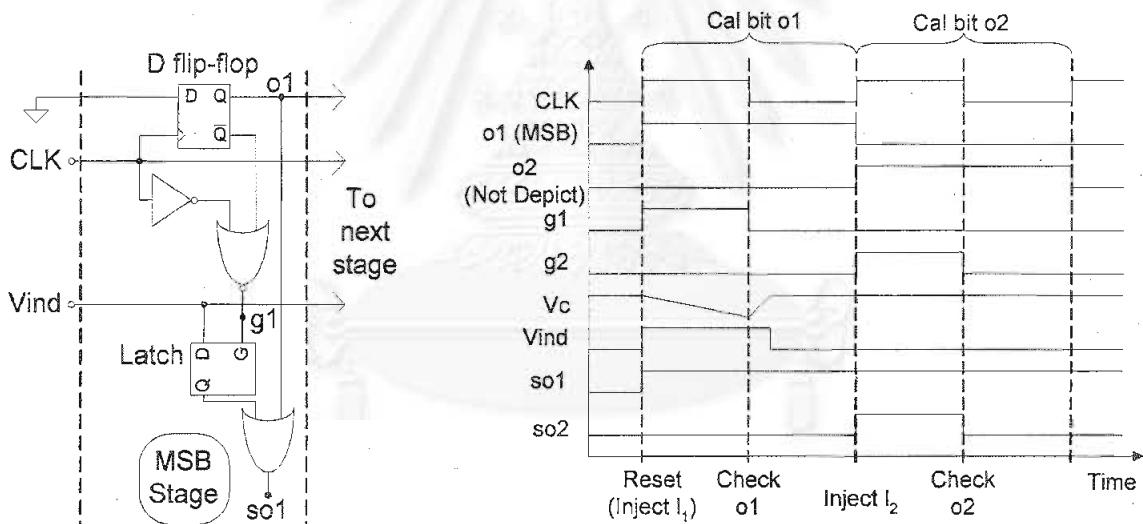 D flip-flop
D Q
o1
Q
CLK
To
next
stage
Vind
g1
Latch
D G
Q
MSB
Stage
so1
Cal bit o1
Cal bit o2
CLK
o1 (MSB)
o2
(Not Depict)
g1
g2
Vc
Vind
so1
so2
Reset
(Inject I₁)
Check
o1
Inject I₂
Check
o2
Time